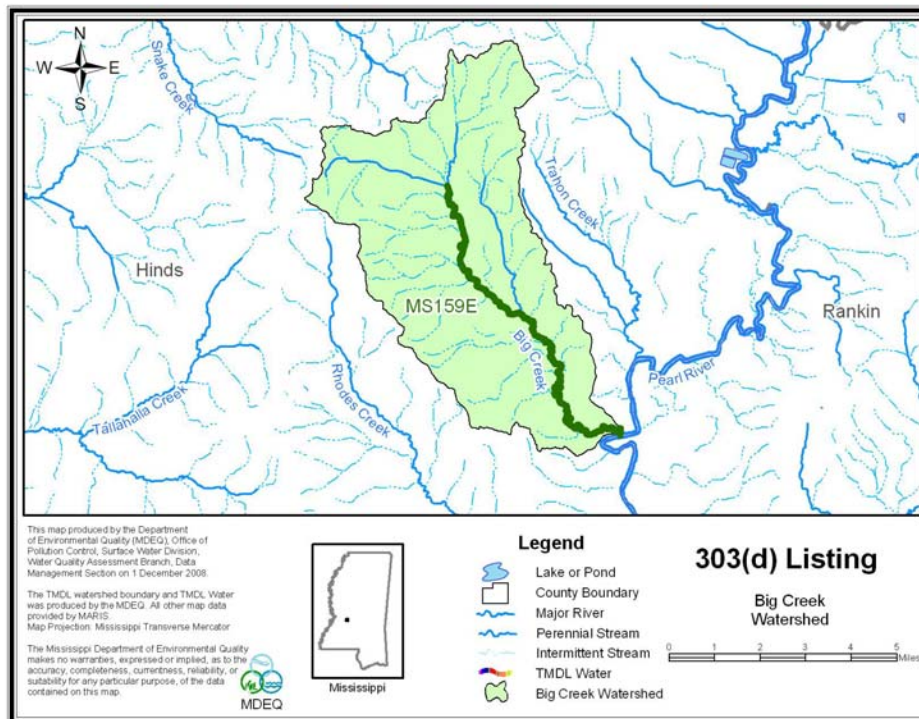 N
W E
S
Snake Creek
Trahon Creek
Hinds
MS159E
Rankin
Big Creek
Pearl River
Rhodes Creek
Tallahalla Creek
This map produced by the Department
of Environmental Quality (MDEQ), Office of
Pollution Control, Surface Water Division,
Water Quality Assessment Branch, Data
Management Section on 1 December 2008.
The TMDL watershed boundary and TMDL Water
was produced by the MDEQ. All other map data
provided by MARIS.
Map Projection: Mississippi Transverse Mercator
The Mississippi Department of Environmental Quality
makes no warranties, expressed or implied, as to the
accuracy, completeness, currentness, reliability, or
suitability for any particular purpose, of the data
contained on this map.
MDEQ
Mississippi
Legend
Lake or Pond
County Boundary
Major River
Perennial Stream
Intermittent Stream
TMDL Water
Big Creek Watershed
303(d) Listing
Big Creek
Watershed
0 1 2 3 4 5
Miles